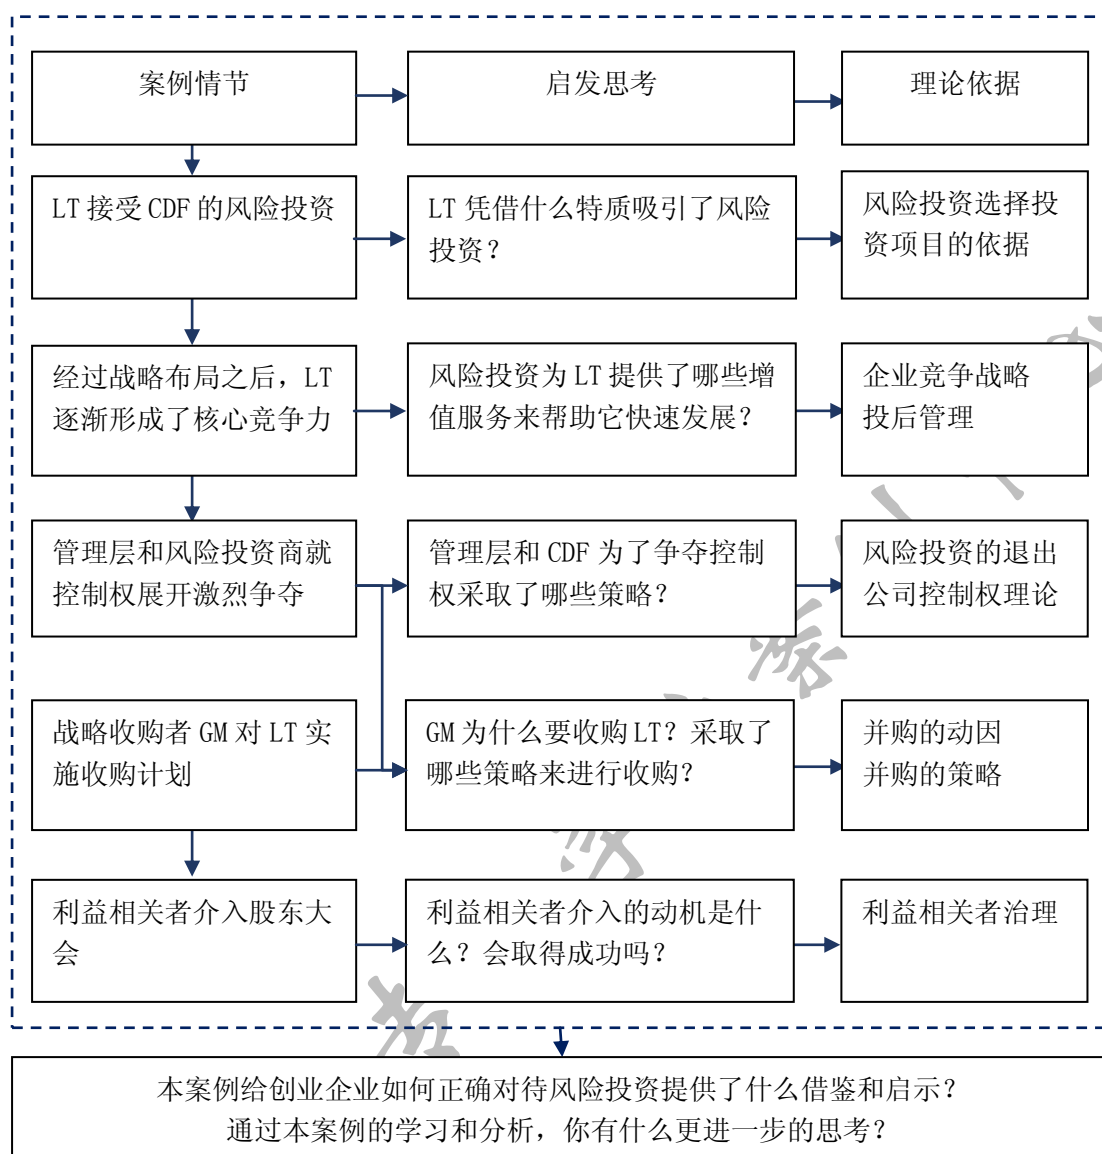 案例情节
启发思考
理论依据
LT 接受 CDF 的风险投资
LT 凭借什么特质吸引了风险
投资?
风险投资选择投
资项目的依据
经过战略布局之后，LT
逐渐形成了核心竞争力
风险投资为 LT 提供了哪些增
值服务来帮助它快速发展?
企业竞争战略
投后管理
管理层和风险投资商就
控制权展开激烈争夺
管理层和 CDF 为了争夺控制
权采取了哪些策略?
风险投资的退出
公司控制权理论
战略收购者 GM 对 LT 实
施收购计划
GM 为什么要收购 LT? 采取了
哪些策略来进行收购?
并购的动因
并购的策略
利益相关者介入股东大
会
利益相关者介入的动机是什
么? 会取得成功吗?
利益相关者治理
本案例给创业企业如何正确对待风险投资提供了什么借鉴和启示?
通过本案例的学习和分析，你有什么更进一步的思考?